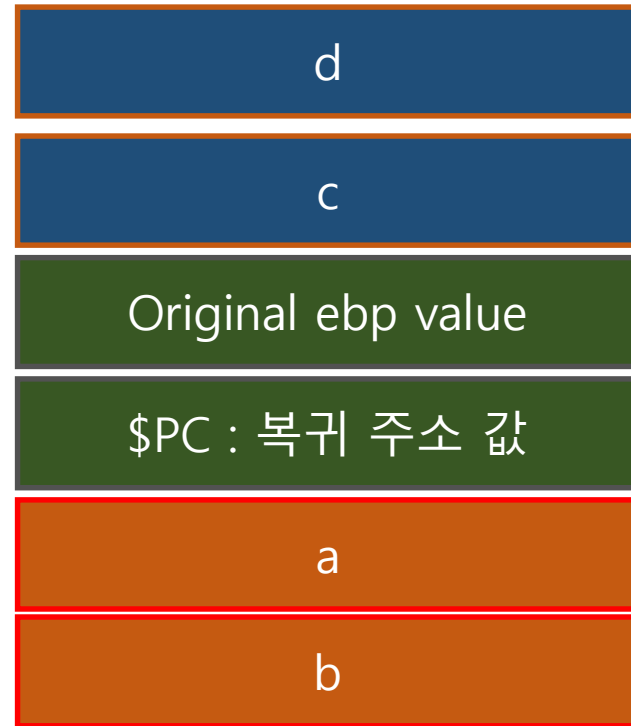 d
c
Original ebp value
$PC : 복귀 주소 값
a
b